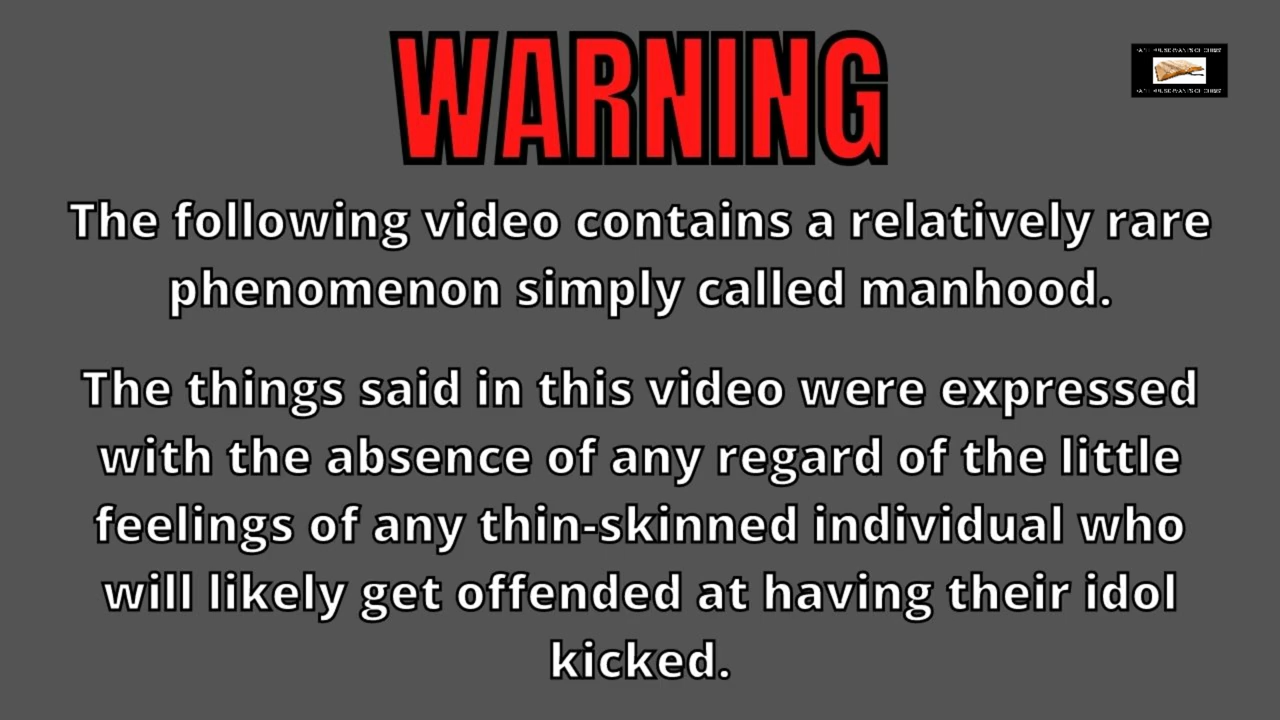 WARNING
The following video contains a relatively rare
phenomenon simply called manhood.
The things said in this video were expressed
with the absence of any regard of the little
feelings of any thin-skinned individual who
will likely get offended at having their idol
kicked.